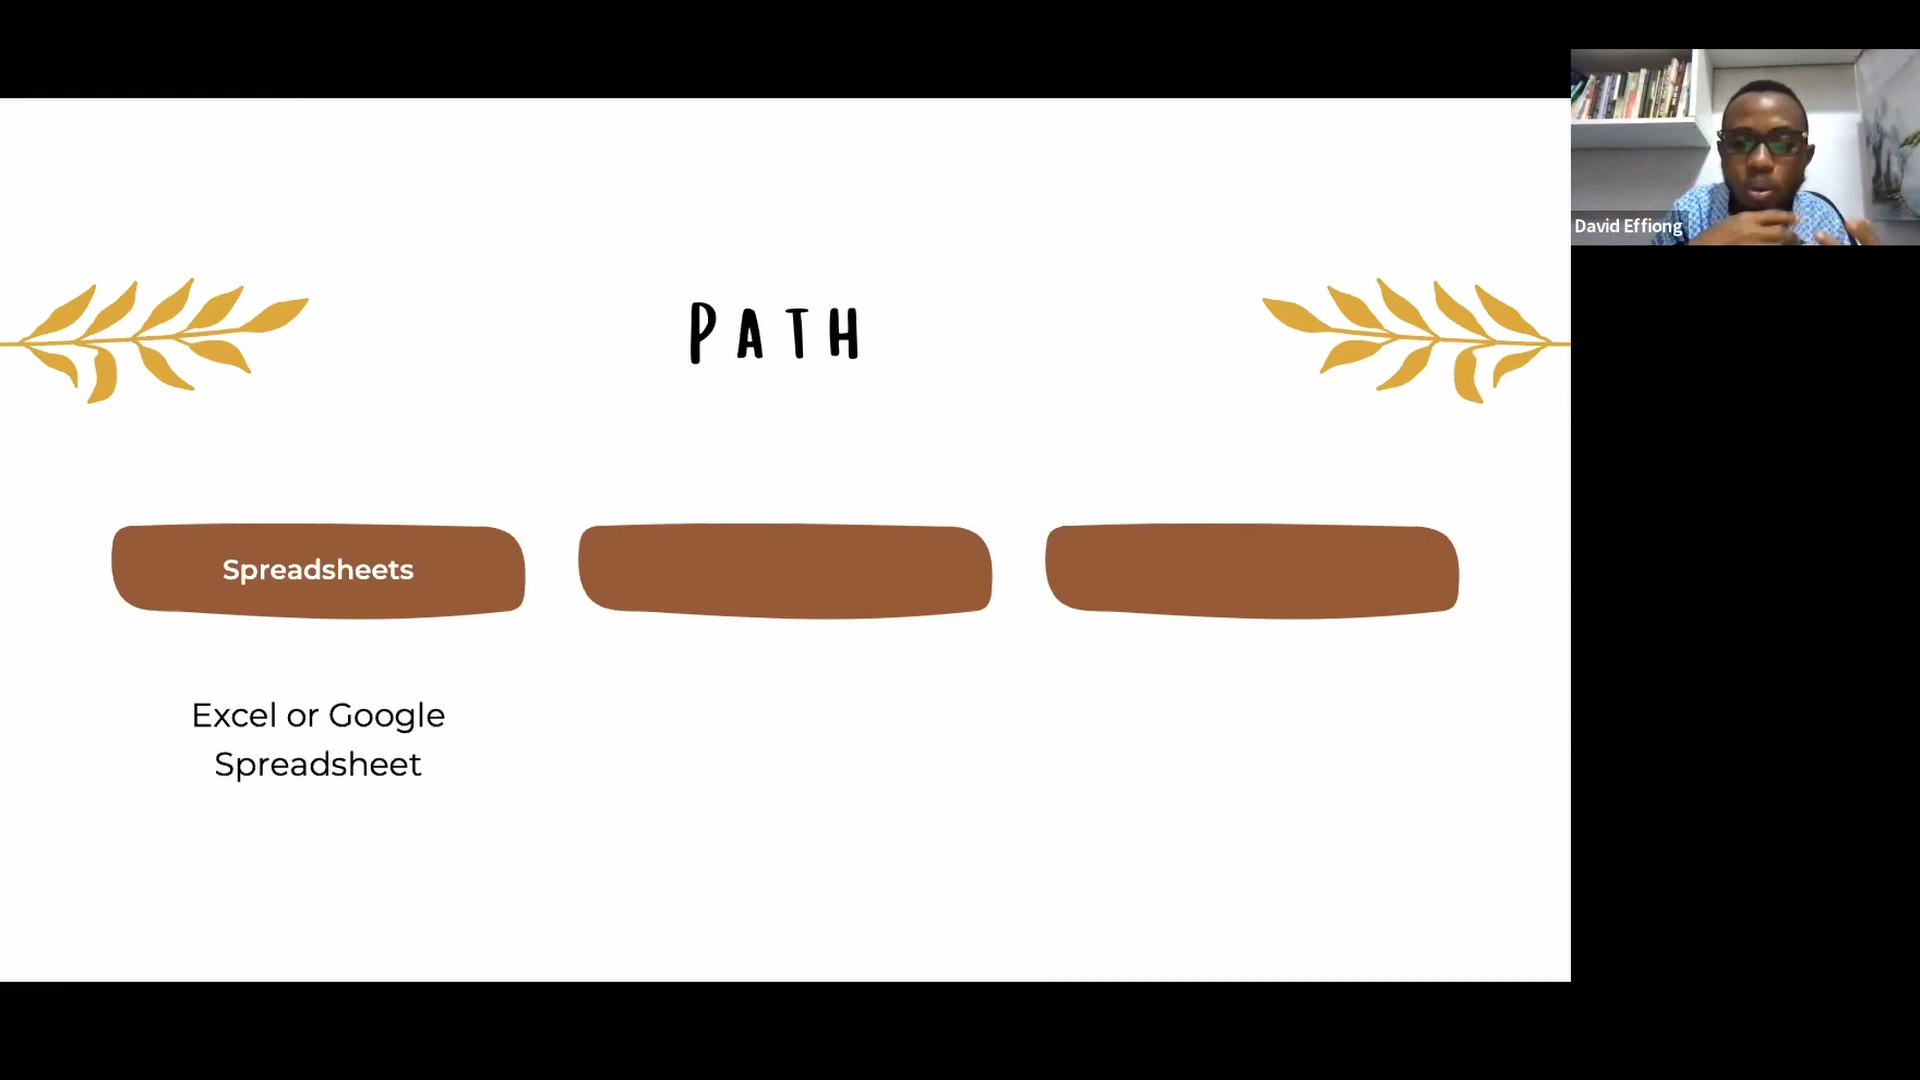 PATH
Spreadsheets
Excel or Google
Spreadsheet
David Effiong